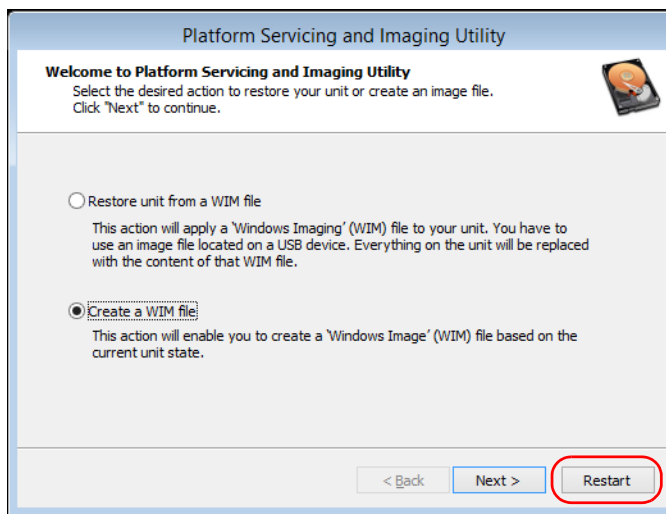 Platform Servicing and Imaging Utility
Welcome to Platform Servicing and Imaging Utility
Select the desired action to restore your unit or create an image file.
Click "Next" to continue.
Restore unit from a WIM file
This action will apply a 'Windows Imaging' (WIM) file to your unit. You have to
use an image file located on a USB device. Everything on the unit will be replaced
with the content of that WIM file.
Create a WIM file
This action will enable you to create a 'Windows Image' (WIM) file based on the
current unit state.
< Back Next > Restart